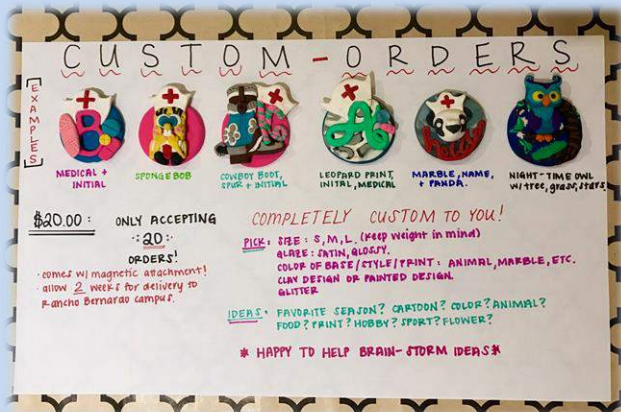 CUSTOM-ORDERS
[EXAMPLES]
MEDICAL +
INITIAL
SPONGEBOB
COWBOY BOOT,
SPUR + INITIAL
LEOPARD PRINT,
INITAL, MEDICAL
MARBLE, NAME,
+ PANDA.
NIGHT-TIME OWL
W/tree, grass, stars
$20.00:
ONLY ACCEPTING
:20:
ORDERS!
· comes w/ magnetic attachment!
· allow 2 weeks for delivery to
Rancho Bernardo campus.
COMPLETELY CUSTOM TO YOU!
PICK: SIZE: S, M, L. (keep weight in mind)
GLAZE: SATIN, GLOSSY.
COLOR OF BASE/STYLE/PRINT: ANIMAL, MARBLE, ETC.
CLAY DESIGN OR PAINTED DESIGN.
GLITTER
IDEAS: FAVORITE SEASON? CARTOON? COLOR? ANIMAL?
FOOD? PRINT? HOBBY? SPORT? FLOWER?
* HAPPY TO HELP BRAIN-STORM IDEAS*